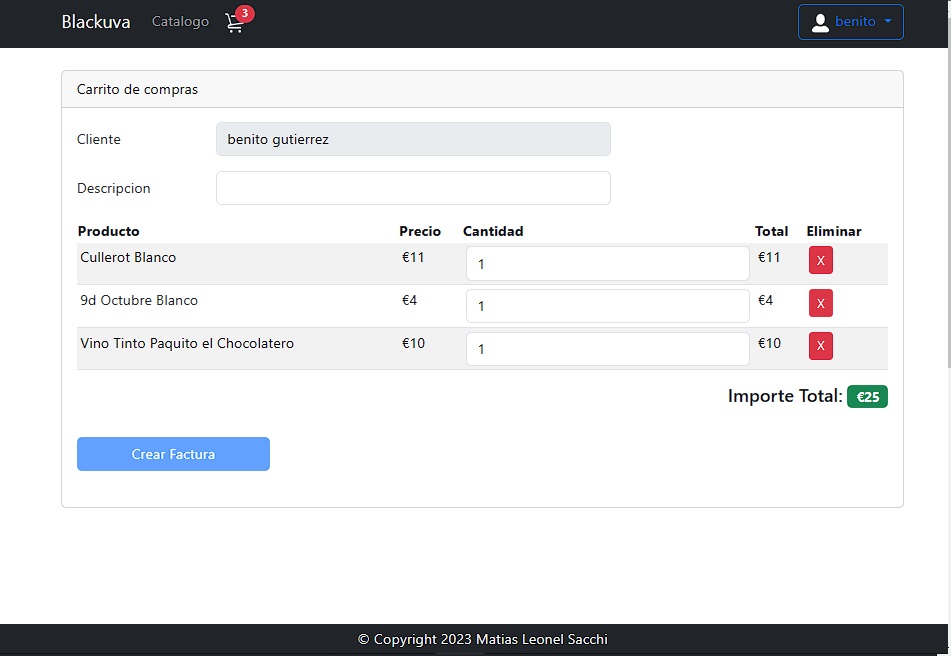 Blackuva Catalogo 3 benito
Carrito de compras
Cliente benito gutierrez
Descripcion
Producto Precio Cantidad Total Eliminar
Cullerot Blanco €11 1 €11 X
9d Octubre Blanco €4 1 €4 X
Vino Tinto Paquito el Chocolatero €10 1 €10 X
Importe Total: €25
Crear Factura
© Copyright 2023 Matias Leonel Sacchi